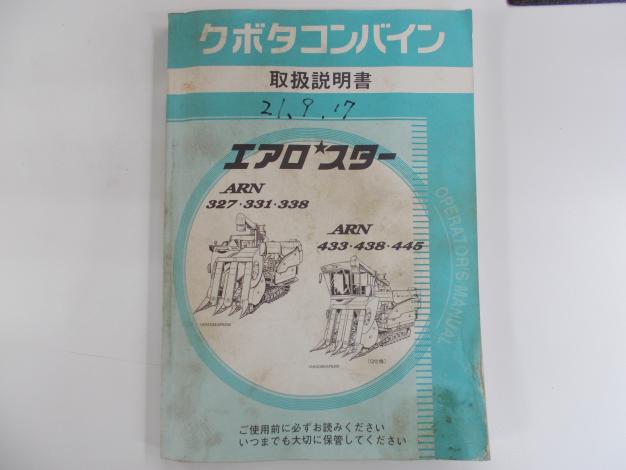 クボタコンバイン
取扱説明書
21.9.17
エアロ★スター
ARN
327・331・338
ARN
433・438・445
OPERATOR'S MANUAL
(Q仕様)
ご使用前に必ずお読みください
いつまでも大切に保管してください